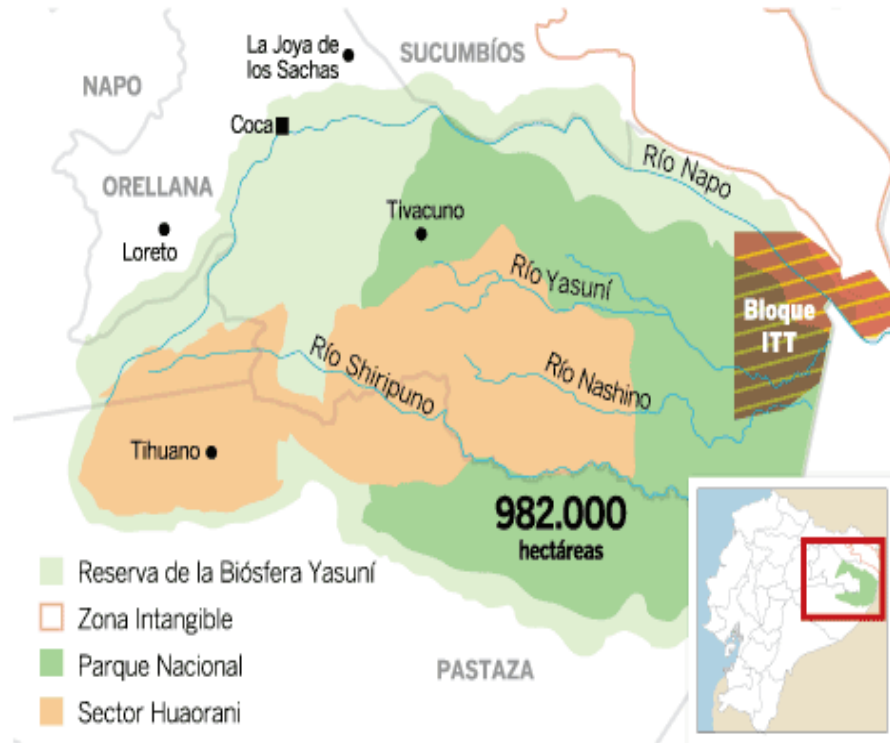 La Joya de
los Sachas
SUCUMBÍOS
NAPO
Coca
Río Napo
ORELLANA
Tivacuno
Loreto
Río Yasuní
Bloque
ITT
Río Shiripuno
Río Nashino
Tihuano
982.000
hectáreas
Reserva de la Biósfera Yasuní
Zona Intangible
Parque Nacional
Sector Huaorani
PASTAZA